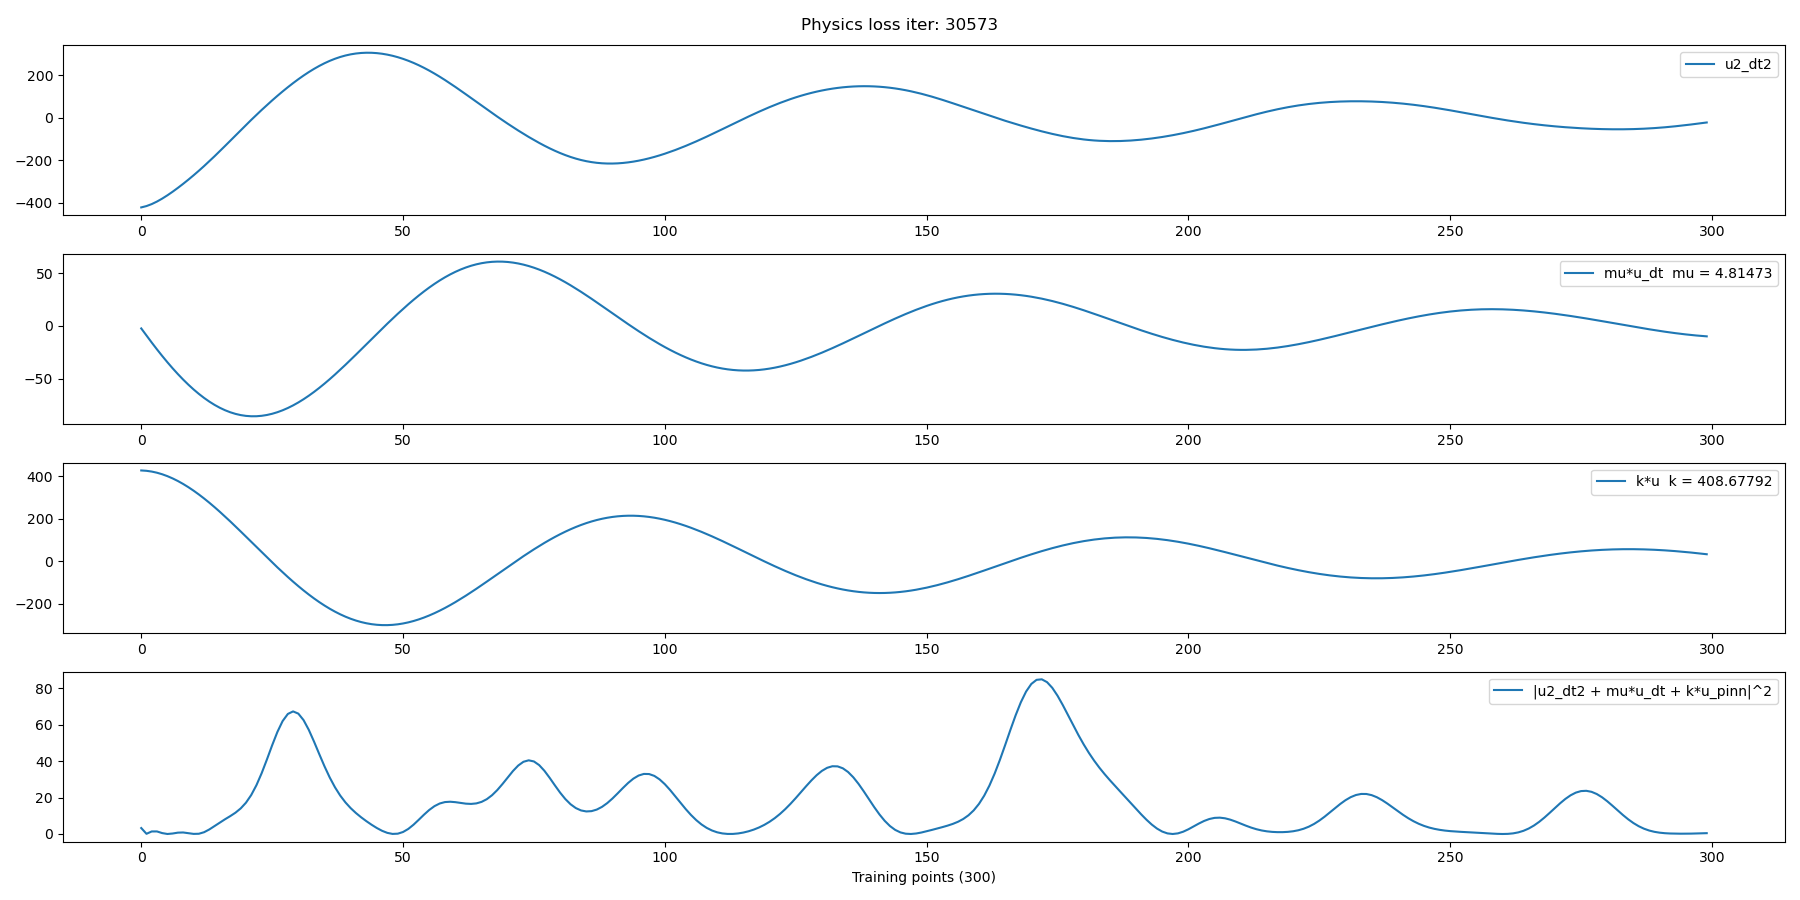 Physics loss iter: 30573
u2_dt2
200
0
−200
−400
0 50 100 150 200 250 300
mu*u_dt  mu = 4.81473
50
0
−50
0 50 100 150 200 250 300
k*u  k = 408.67792
400
200
0
−200
0 50 100 150 200 250 300
|u2_dt2 + mu*u_dt + k*u_pinn|^2
80
60
40
20
0
0 50 100 150 200 250 300
Training points (300)